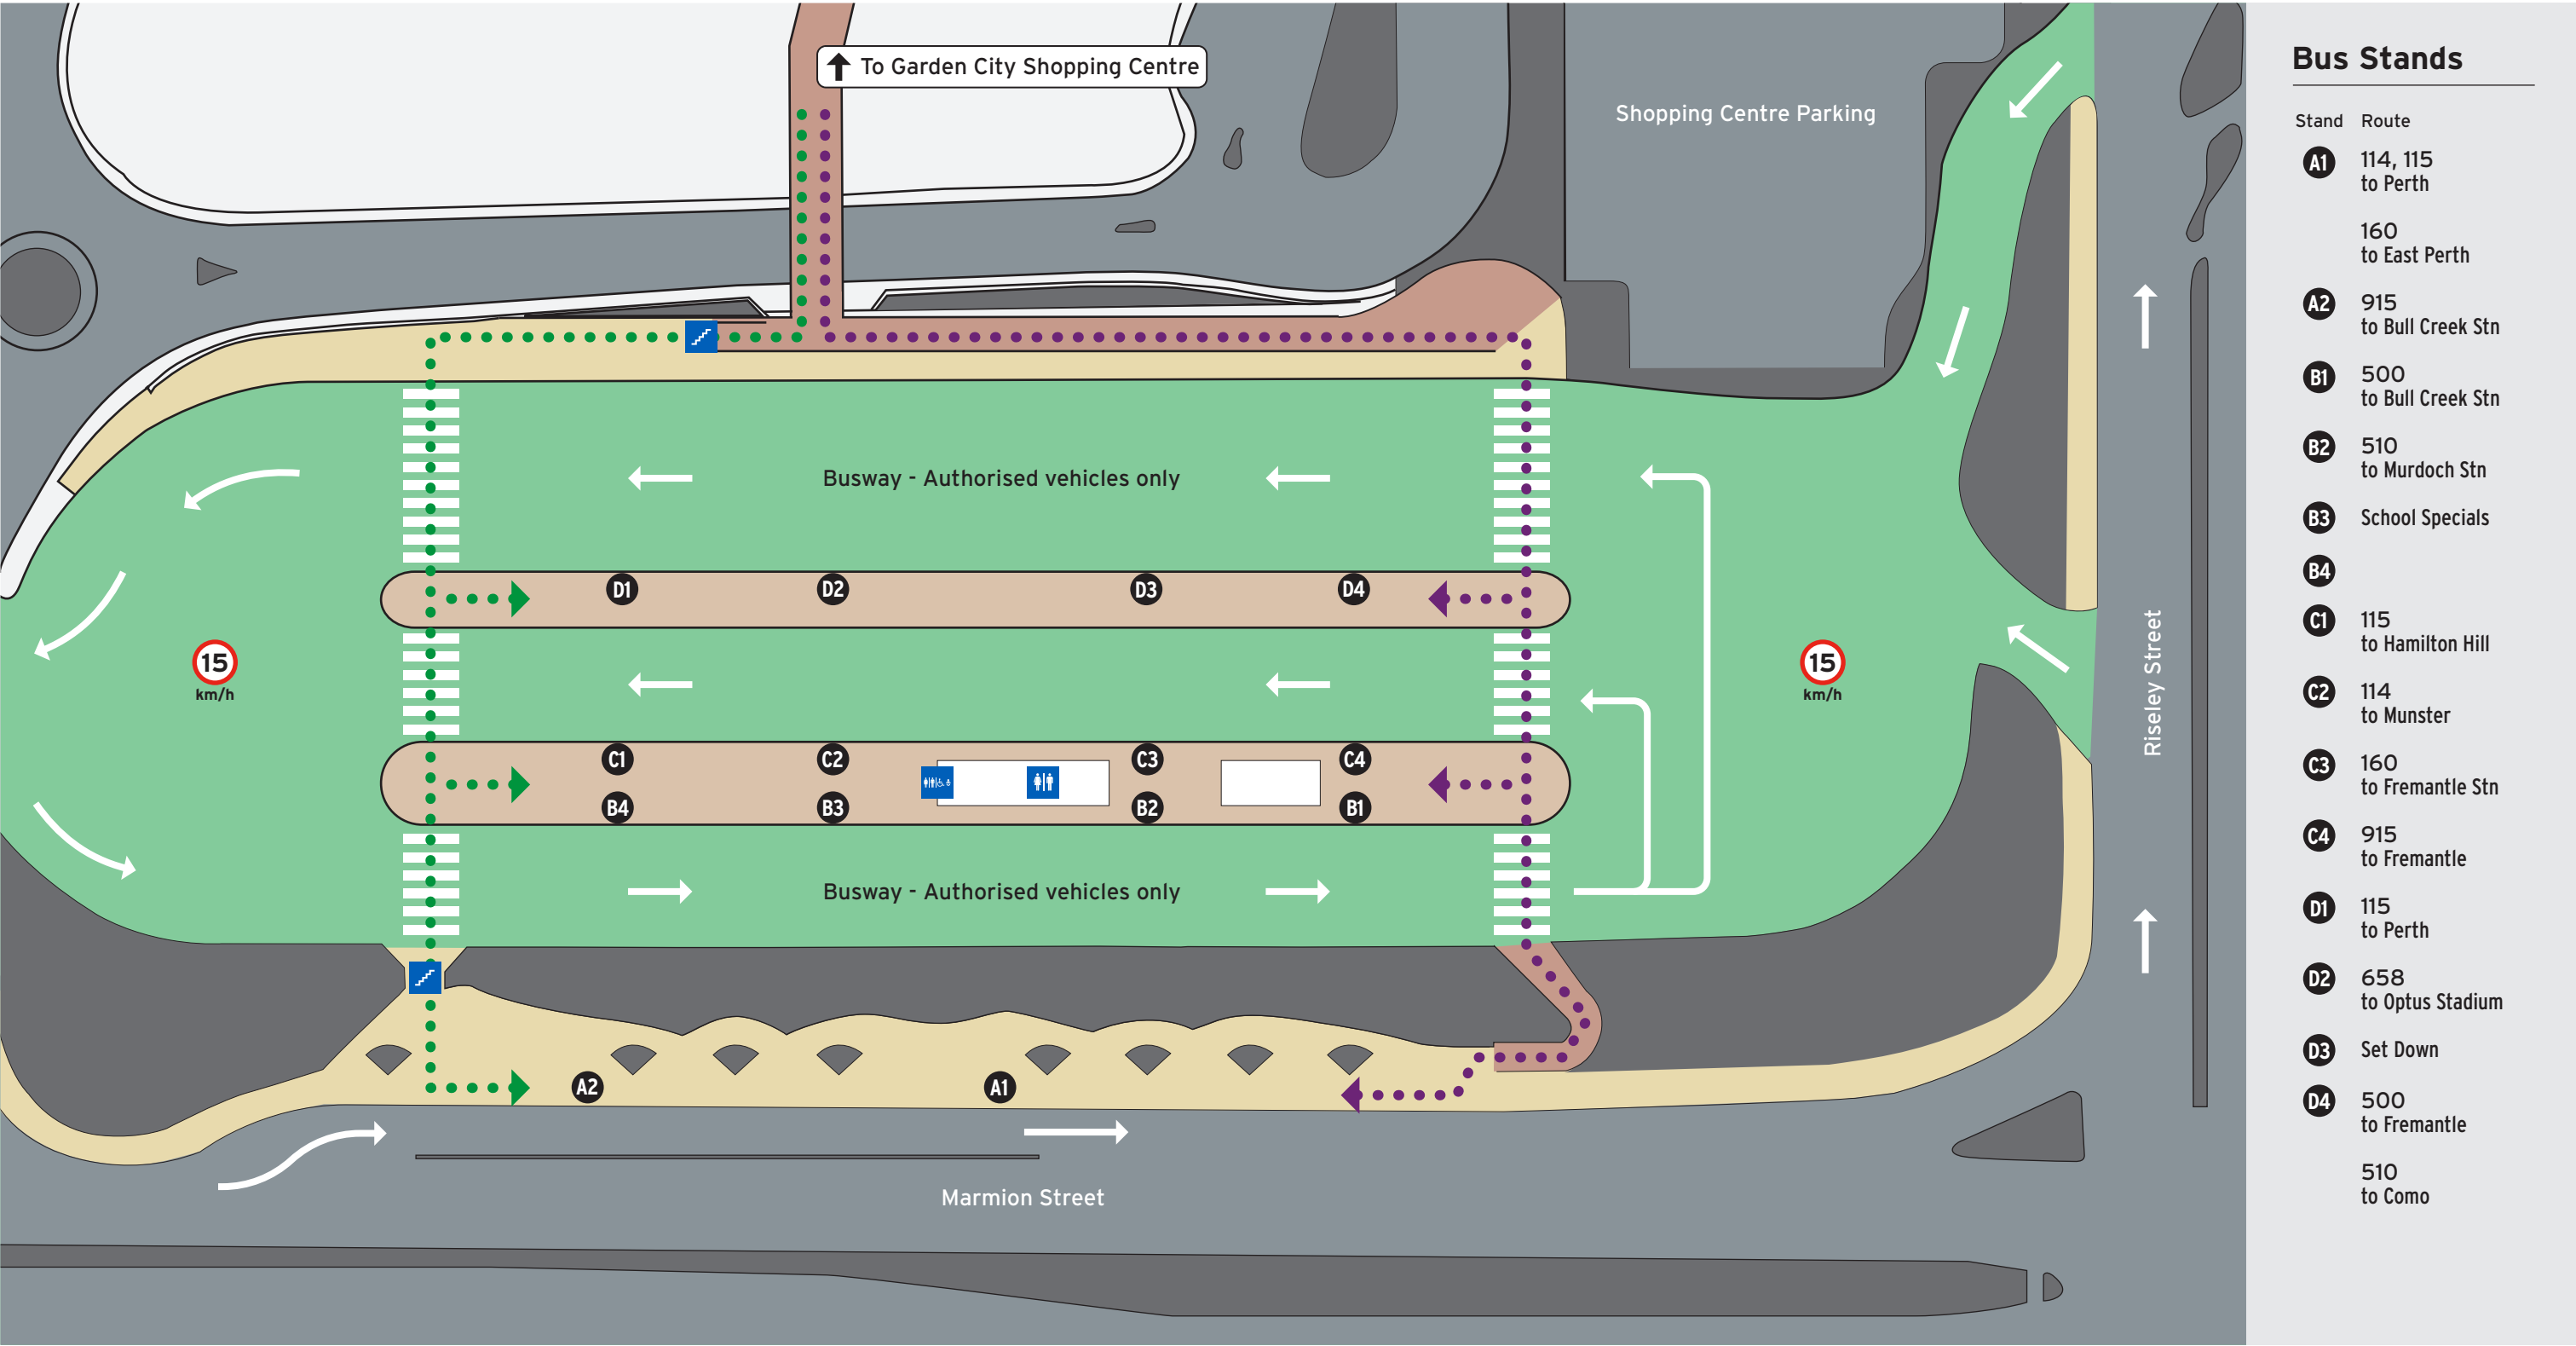 To Garden City Shopping Centre
Shopping Centre Parking
Busway - Authorised vehicles only
D1 D2 D3 D4
15
km/h
15
km/h
Riseley Street
C1 C2 C3 C4
B4 B3 B2 B1
Busway - Authorised vehicles only
A2 A1
Marmion Street
Bus Stands
Stand Route
A1 114, 115
to Perth
160
to East Perth
A2 915
to Bull Creek Stn
B1 500
to Bull Creek Stn
B2 510
to Murdoch Stn
B3 School Specials
B4
C1 115
to Hamilton Hill
C2 114
to Munster
C3 160
to Fremantle Stn
C4 915
to Fremantle
D1 115
to Perth
D2 658
to Optus Stadium
D3 Set Down
D4 500
to Fremantle
510
to Como